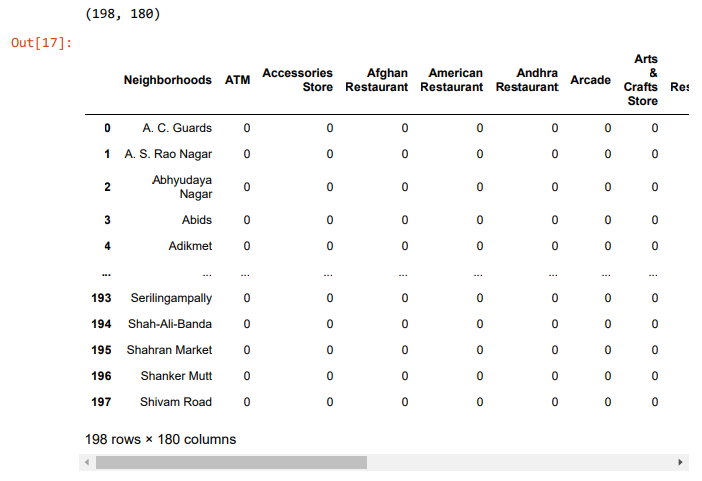 (198, 180)
Out[17]:
Neighborhoods ATM Accessories Store Afghan Restaurant American Restaurant Andhra Restaurant Arcade Arts & Crafts Store Res
0 A. C. Guards 0 0 0 0 0 0 0
1 A. S. Rao Nagar 0 0 0 0 0 0 0
2 Abhyudaya Nagar 0 0 0 0 0 0 0
3 Abids 0 0 0 0 0 0 0
4 Adikmet 0 0 0 0 0 0 0
... ... ... ... ... ... ... ... ...
193 Serilingampally 0 0 0 0 0 0 0
194 Shah-Ali-Banda 0 0 0 0 0 0 0
195 Shahran Market 0 0 0 0 0 0 0
196 Shanker Mutt 0 0 0 0 0 0 0
197 Shivam Road 0 0 0 0 0 0 0
198 rows × 180 columns